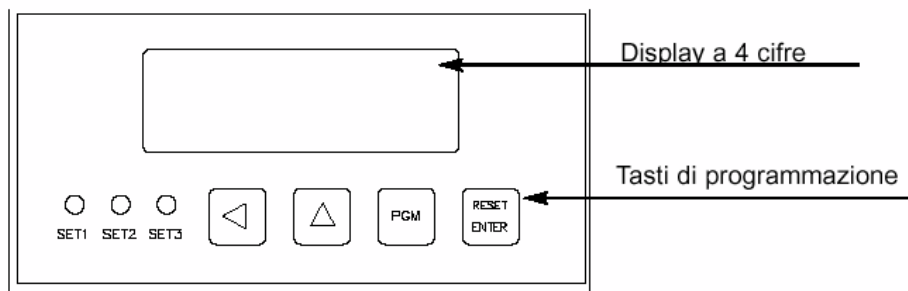 Display a 4 cifre
Tasti di programmazione
SET1 SET2 SET3
PGM
RESET
ENTER